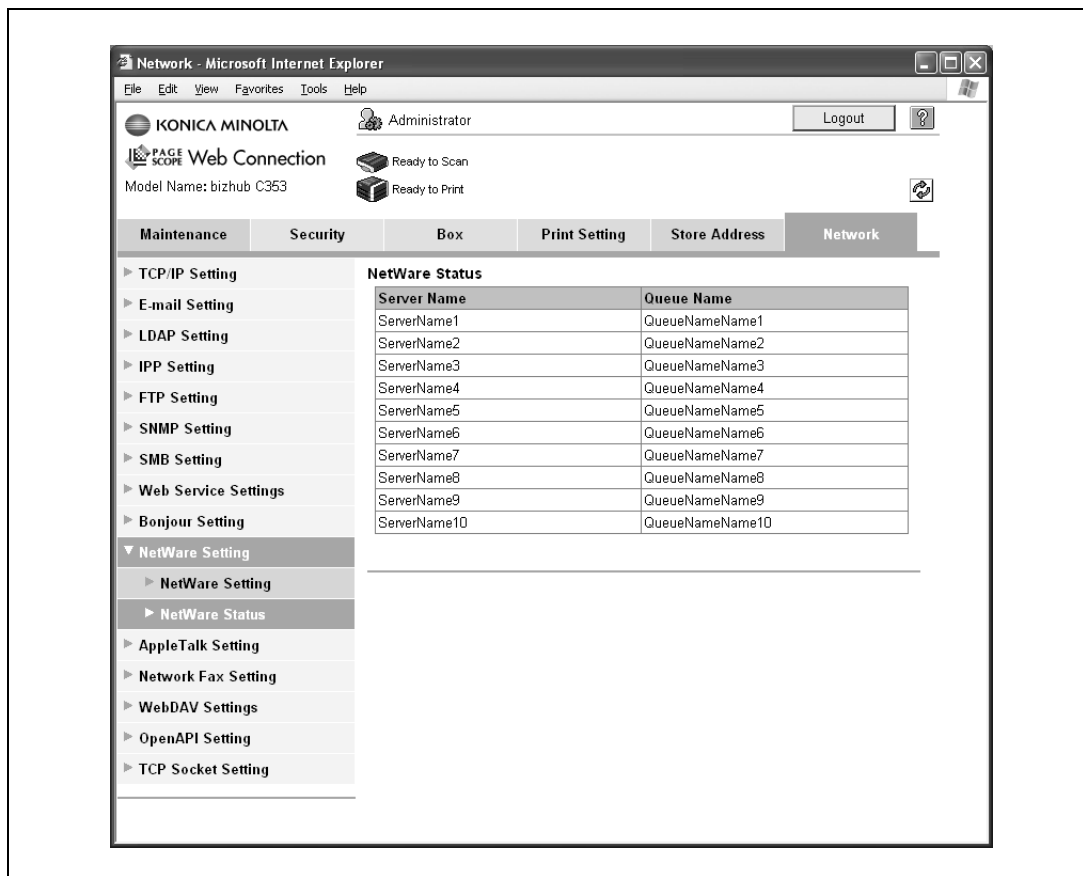 Network - Microsoft Internet Explorer
File Edit View Favorites Tools Help
KONICA MINOLTA
Administrator
Logout
?
PAGE SCOPE Web Connection
Ready to Scan
Model Name: bizhub C353
Ready to Print
Maintenance Security Box Print Setting Store Address Network
TCP/IP Setting
E-mail Setting
LDAP Setting
IPP Setting
FTP Setting
SNMP Setting
SMB Setting
Web Service Settings
Bonjour Setting
NetWare Setting
NetWare Setting
NetWare Status
AppleTalk Setting
Network Fax Setting
WebDAV Settings
OpenAPI Setting
TCP Socket Setting
NetWare Status
Server Name Queue Name
ServerName1 QueueNameName1
ServerName2 QueueNameName2
ServerName3 QueueNameName3
ServerName4 QueueNameName4
ServerName5 QueueNameName5
ServerName6 QueueNameName6
ServerName7 QueueNameName7
ServerName8 QueueNameName8
ServerName9 QueueNameName9
ServerName10 QueueNameName10